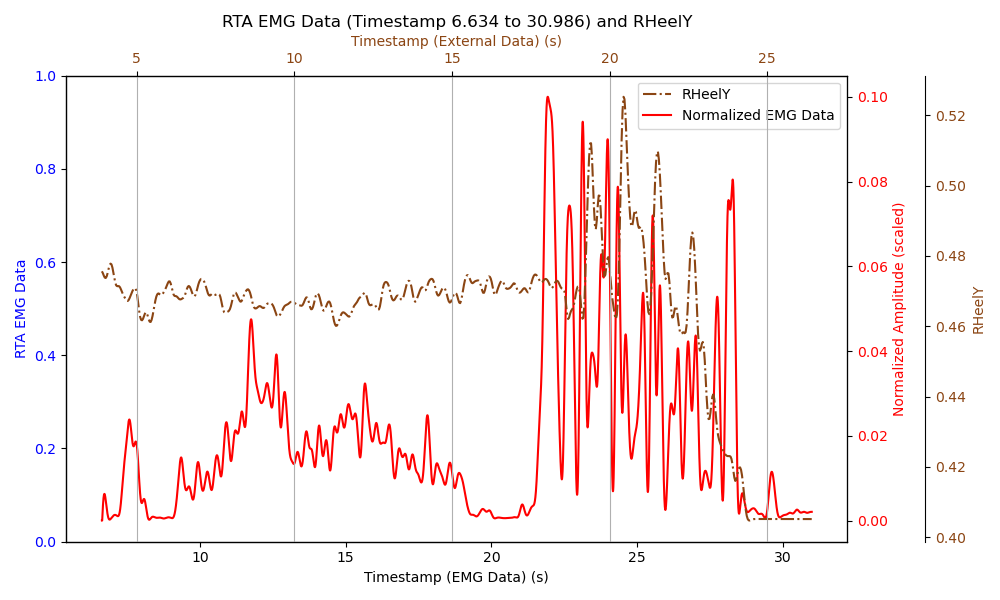 RTA EMG Data (Timestamp 6.634 to 30.986) and RHeelY
Timestamp (External Data) (s)
5 10 15 20 25
RHeelY
Normalized EMG Data
1.0
0.8
0.6
0.4
0.2
0.0
RTA EMG Data
0.10
0.08
0.06
0.04
0.02
0.00
Normalized Amplitude (scaled)
0.52
0.50
0.48
0.46
0.44
0.42
0.40
RHeelY
10 15 20 25 30
Timestamp (EMG Data) (s)